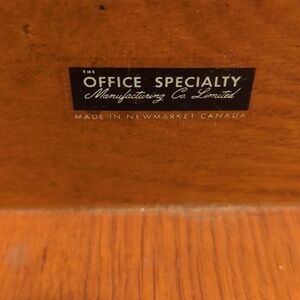 THE
OFFICE SPECIALTY
Manufacturing Co. Limited
MADE IN NEWMARKET CANADA